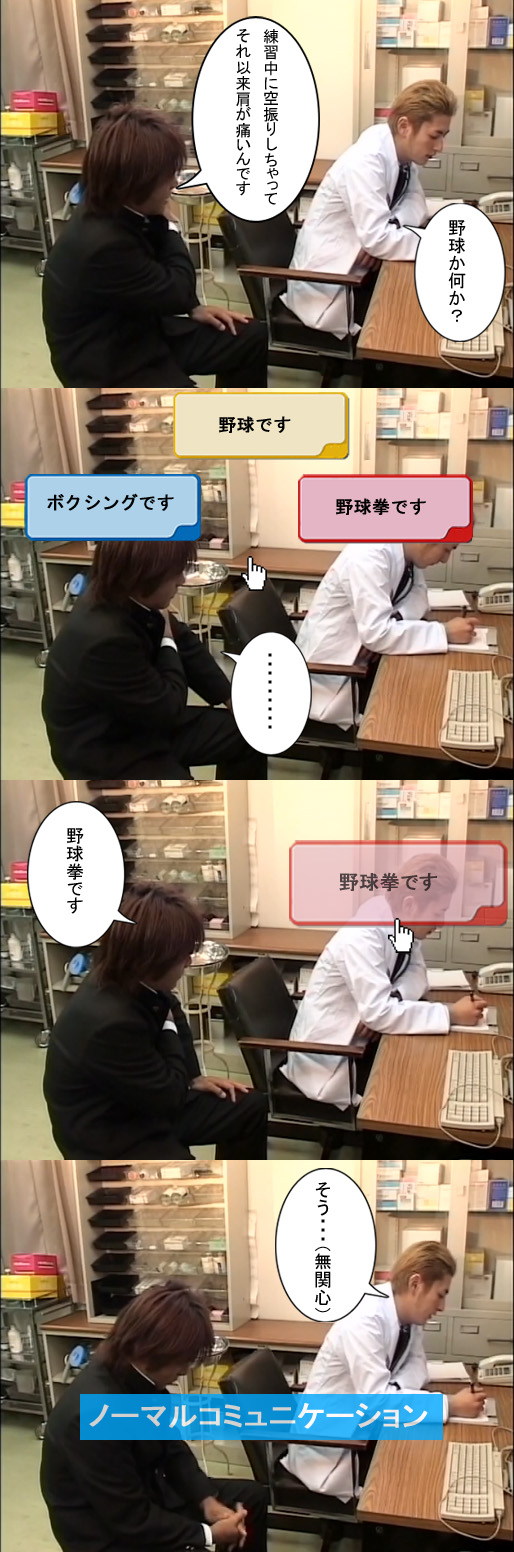 練習中に空振りしちゃって
それ以来肩が痛いんです
野球か何か？
野球です
ボクシングです
野球拳です
・・・・・・・・・
野球拳です
野球拳です
そう・・・（無関心）
ノーマルコミュニケーション